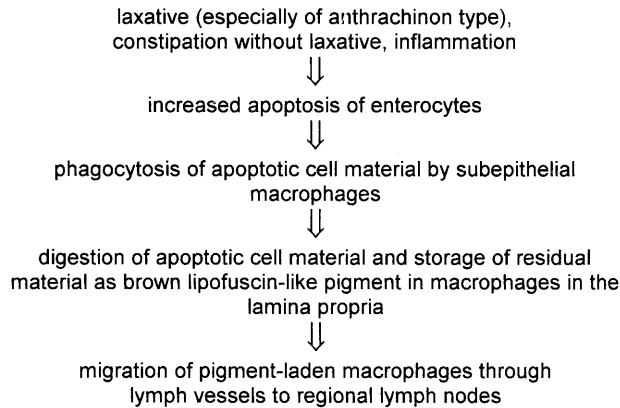 laxative (especially of anthrachinon type),
constipation without laxative, inflammation
increased apoptosis of enterocytes
phagocytosis of apoptotic cell material by subepithelial
macrophages
digestion of apoptotic cell material and storage of residual
material as brown lipofuscin-like pigment in macrophages in the
lamina propria
migration of pigment-laden macrophages through
lymph vessels to regional lymph nodes